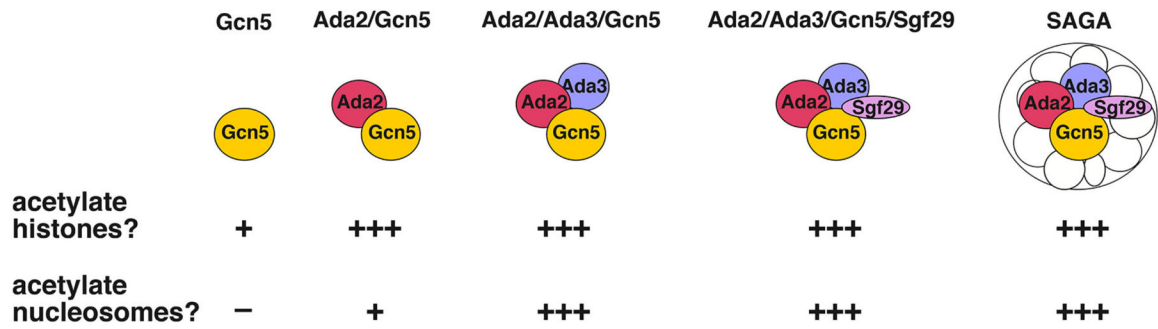 Gcn5 Ada2/Gcn5 Ada2/Ada3/Gcn5 Ada2/Ada3/Gcn5/Sgf29 SAGA
Ada3 Ada3 Ada3
Ada2 Ada2 Ada2 Ada2
Sgf29 Sgf29
Gcn5 Gcn5 Gcn5 Gcn5 Gcn5
acetylate
histones? + +++ +++ +++ +++
acetylate
nucleosomes? – + +++ +++ +++